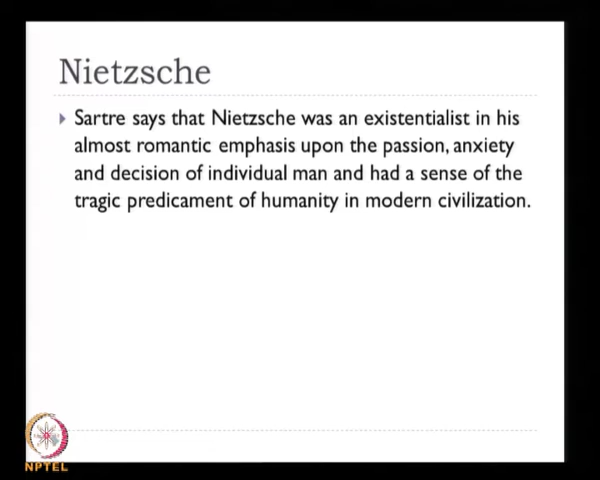 Nietzsche
Sartre says that Nietzsche was an existentialist in his
almost romantic emphasis upon the passion, anxiety
and decision of individual man and had a sense of the
tragic predicament of humanity in modern civilization.
NPTEL